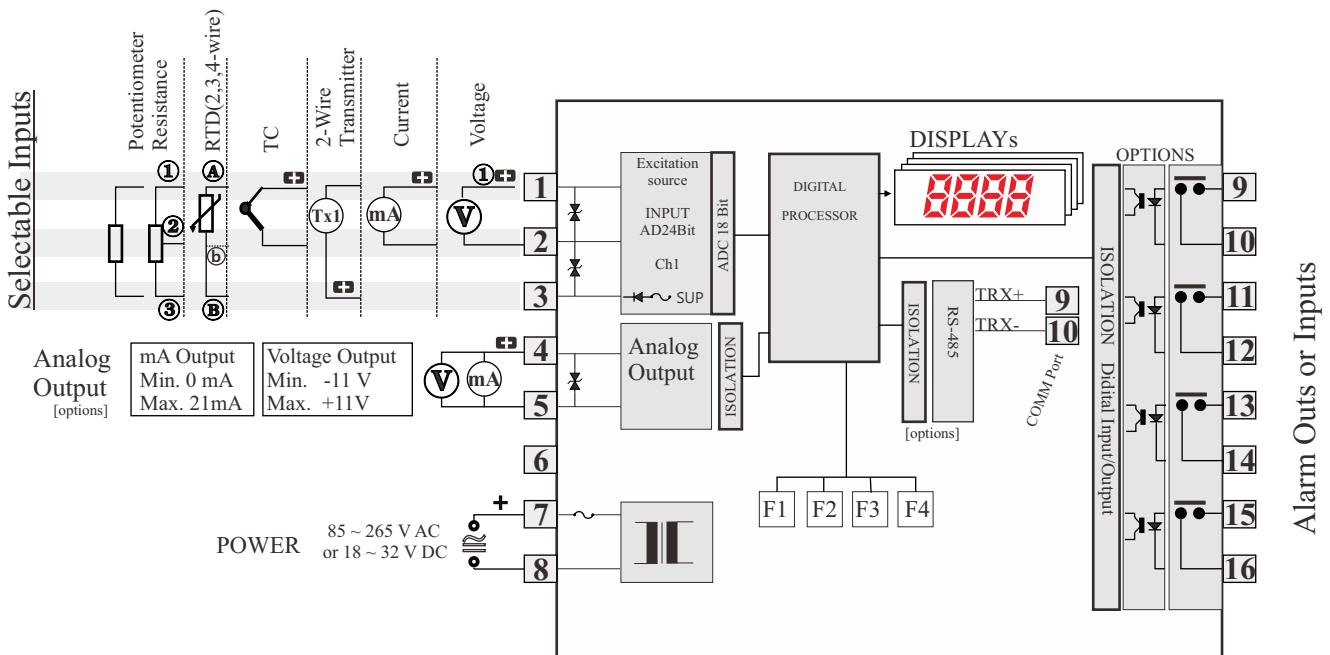 Selectable Inputs
Potentiometer
Resistance
RTD(2,3,4-wire)
TC
2-Wire
Transmitter
Current
Voltage
1
2
3
A
b
B
Tx1
mA
V
1
1
2
3
Excitation
source
INPUT
AD24Bit
Ch1
SUP
ADC 18 Bit
DIGITAL
PROCESSOR
DISPLAYs
8888
Analog
Output
[options]
mA Output
Min. 0 mA
Max. 21mA
Voltage Output
Min. -11 V
Max. +11V
V
mA
4
5
Analog
Output
ISOLATION
ISOLATION
[options]
RS-485
TRX+
TRX-
9
10
COMM Port
6
POWER
85 ~ 265 V AC
or 18 ~ 32 V DC
+
7
8
F1
F2
F3
F4
ISOLATION Didital Input/Output
OPTIONS
9
10
11
12
13
14
15
16
Alarm Outs or Inputs